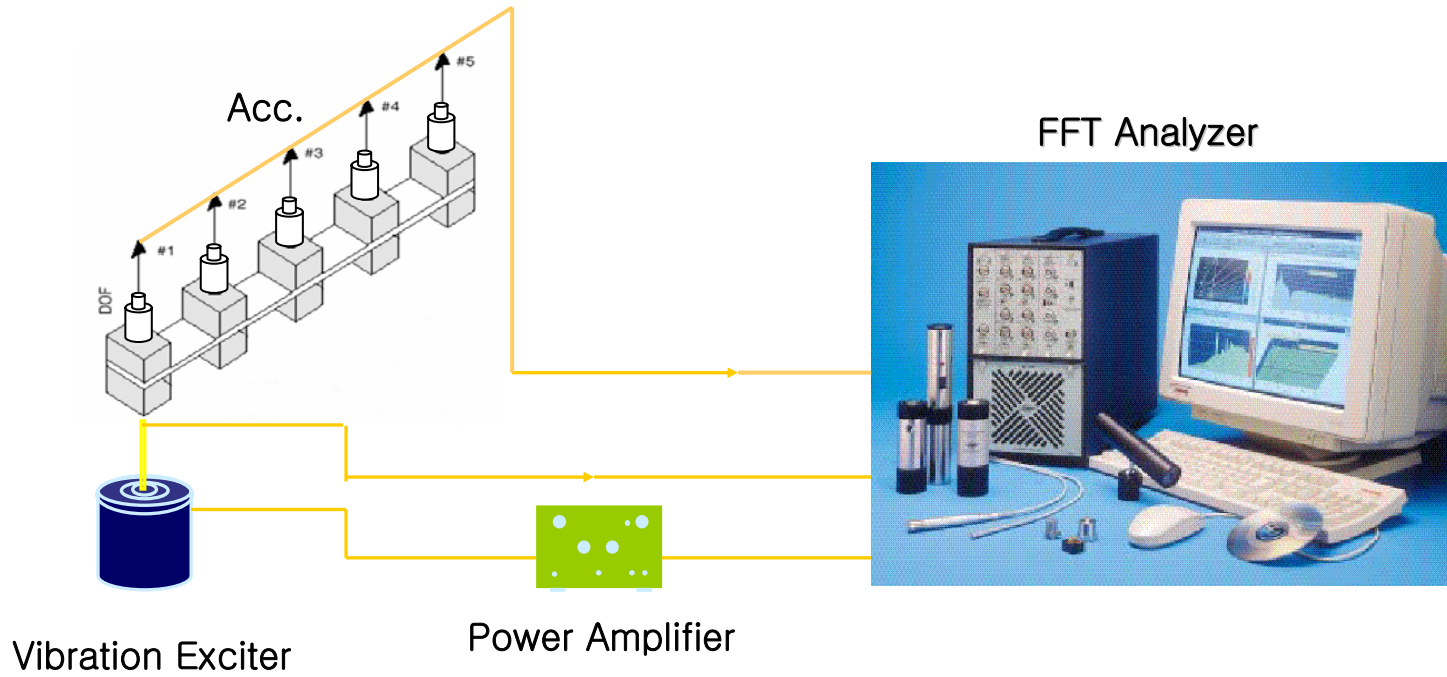 Acc.
#5
#4
#3
#2
#1
DOF
FFT Analyzer
Power Amplifier
Vibration Exciter